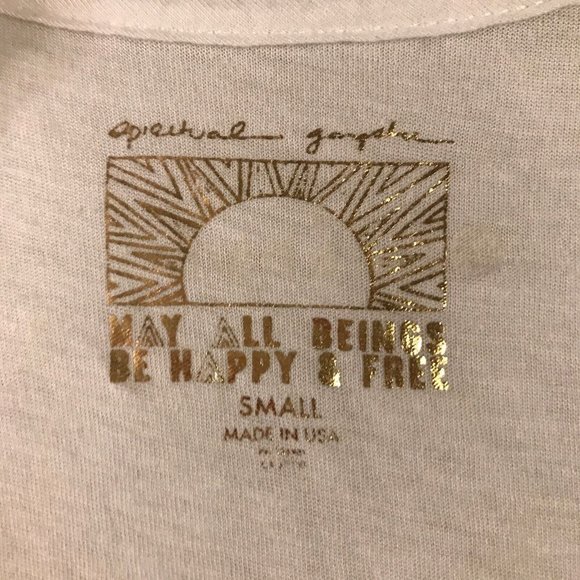 spiritual gangster
MAY ALL BEINGS
BE HAPPY & FREE
SMALL
MADE IN USA